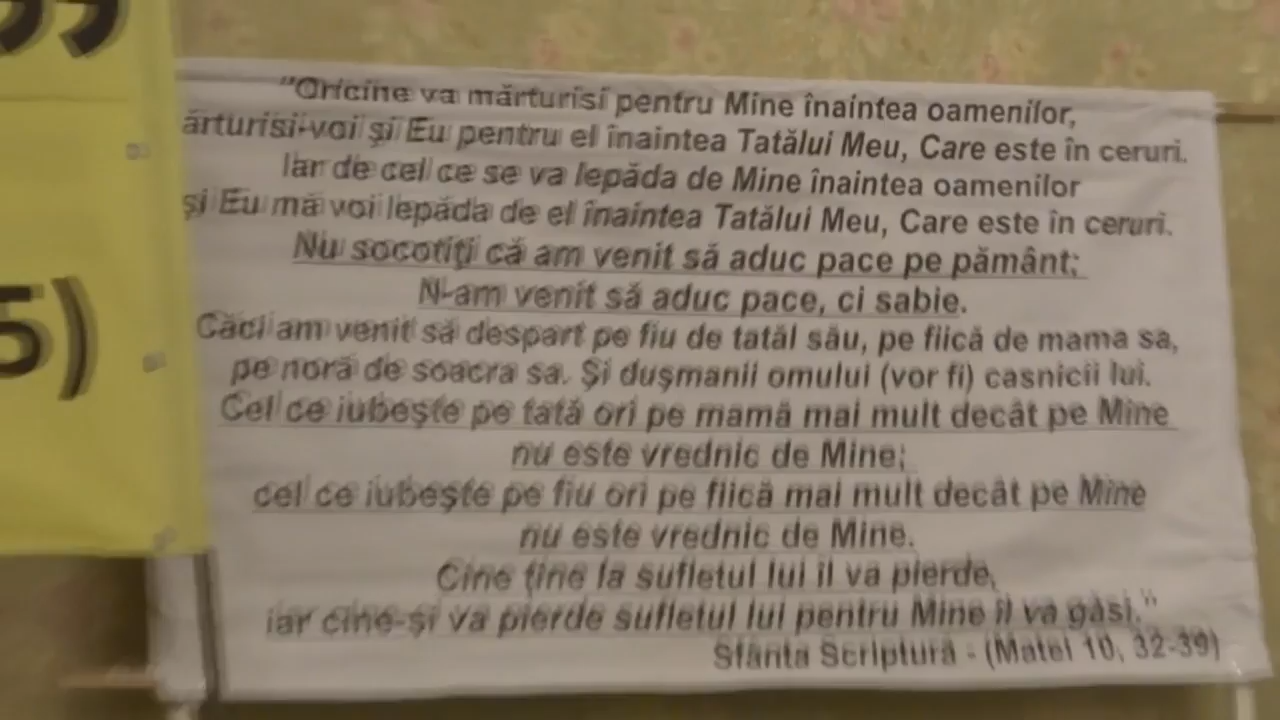 ”
5)
"Oricine va mărturisi pentru Mine înaintea oamenilor,
ărturisi-voi şi Eu pentru el înaintea Tatălui Meu, Care este în ceruri.
Iar de cel ce se va lepăda de Mine înaintea oamenilor
şi Eu mă voi lepăda de el înaintea Tatălui Meu, Care este în ceruri.
Nu socotiţi că am venit să aduc pace pe pământ;
N-am venit să aduc pace, ci sabie.
Căci am venit să despart pe fiu de tatăl său, pe fiică de mama sa,
pe noră de soacra sa. Şi duşmanii omului (vor fi) casnicii lui.
Cel ce iubeşte pe tată ori pe mamă mai mult decât pe Mine
nu este vrednic de Mine;
cel ce iubeşte pe fiu ori pe fiică mai mult decât pe Mine
nu este vrednic de Mine.
Cine ţine la sufletul lui îl va pierde,
iar cine-şi va pierde sufletul lui pentru Mine îl va găsi."
Sfânta Scriptură - (Matei 10, 32-39)